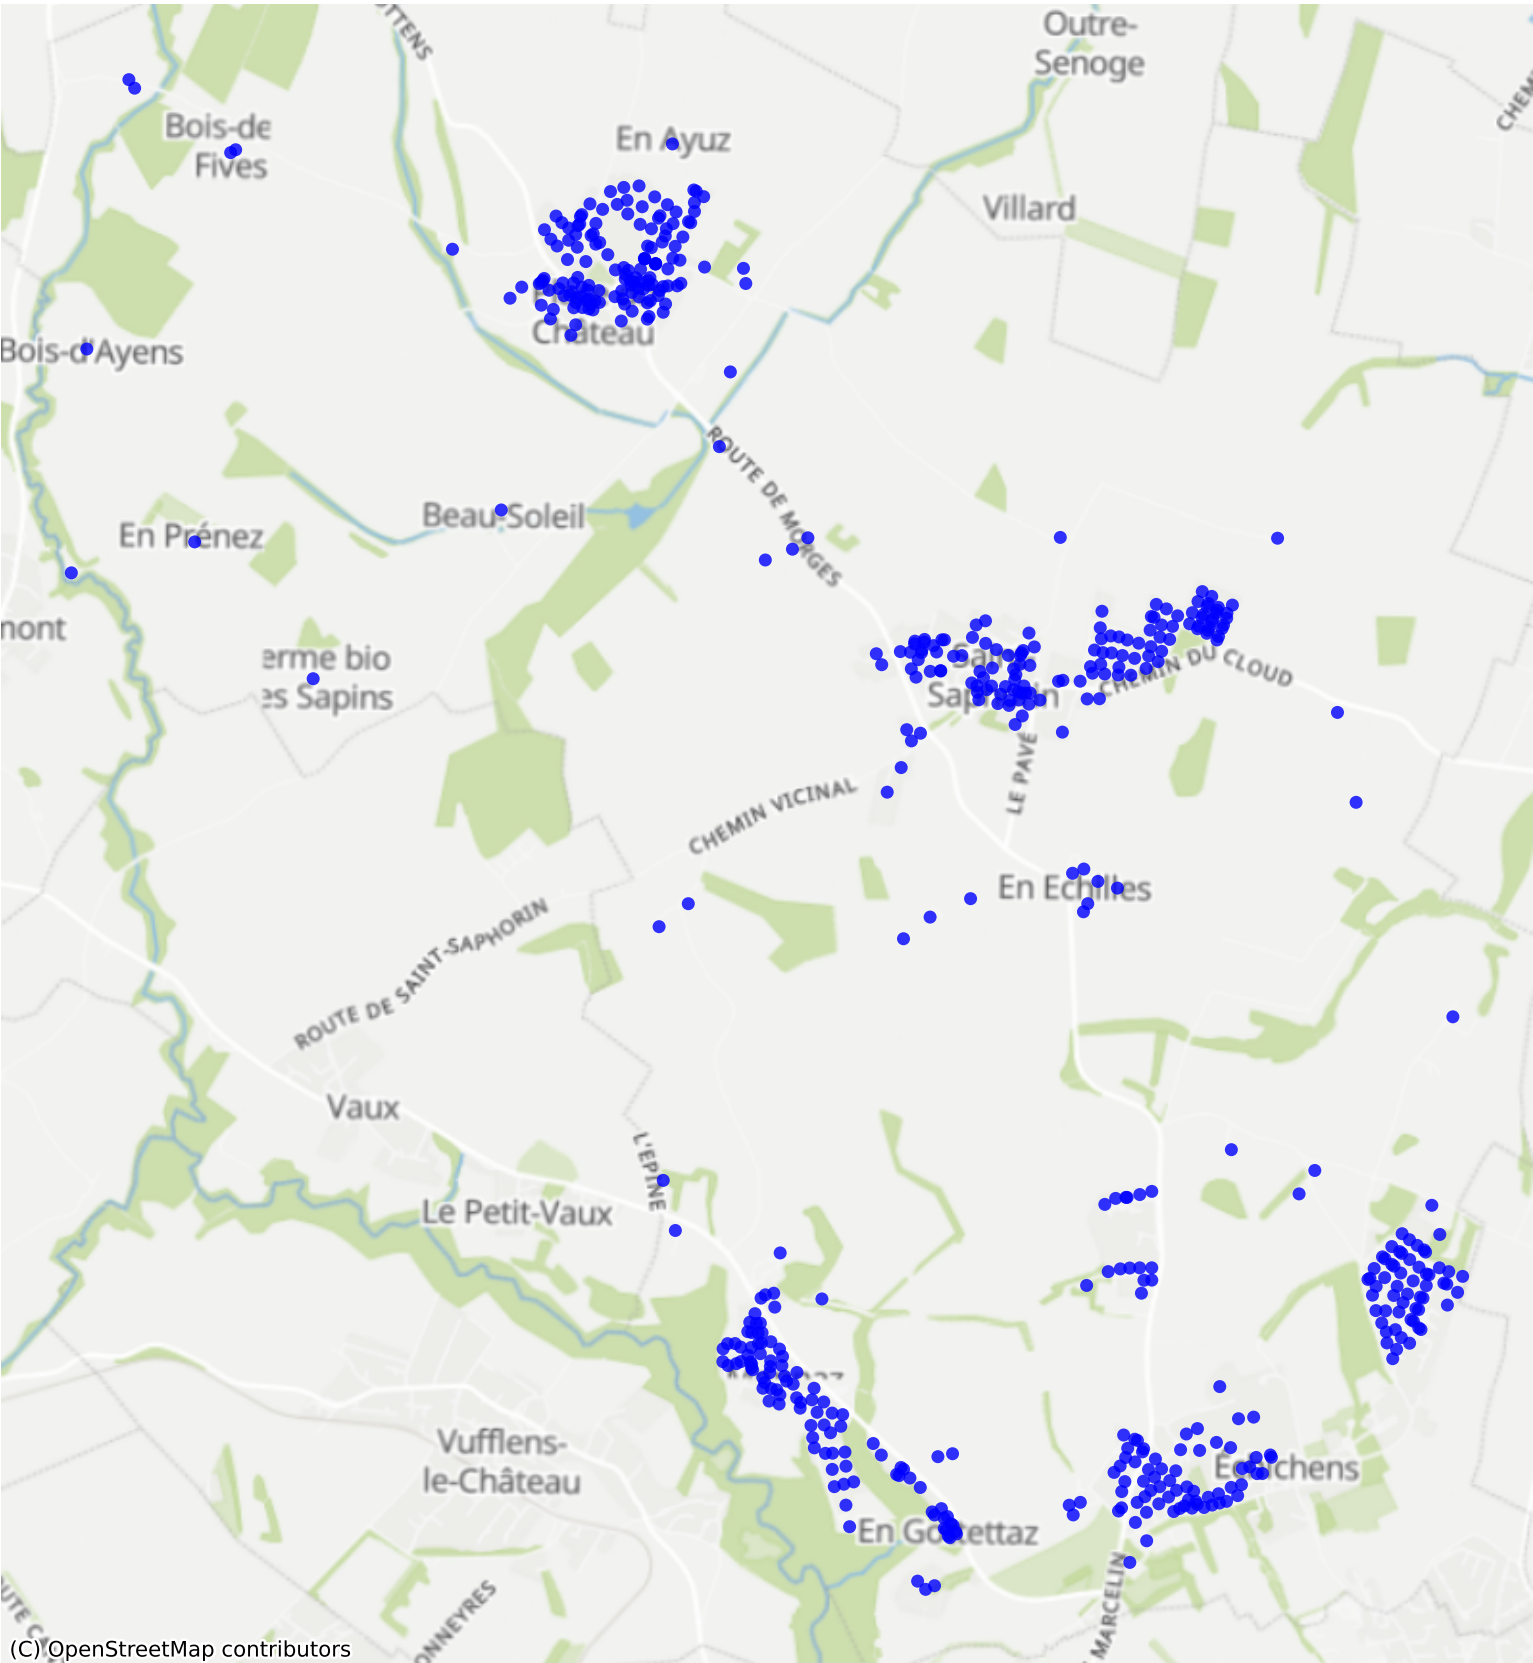 Outre-
Senoge
Bois-de
Fives
En Ayuz
Villard
Château
Bois-d'Ayens
ROUTE DE MORGES
Beau-Soleil
En Prénez
nont
erme bio
es Sapins
CHEMIN DU CLOUD
LE PAVÉ
CHEMIN VICINAL
En Echilles
ROUTE DE SAINT-SAPHORIN
Vaux
L'EPINE
Le Petit-Vaux
Vufflens-
le-Château
En Gottettaz
MARCELIN
ONNEYRES
(C) OpenStreetMap contributors